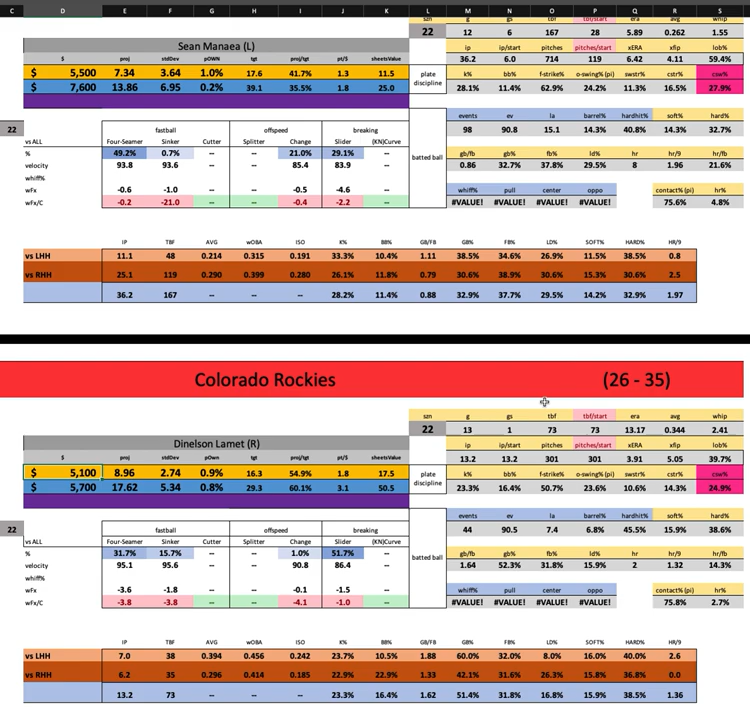 C D E F G H I J K L M N O P Q R S
szn g gs tbf tbf/start era avg whip
22 12 6 167 28 5.89 0.262 1.55
Sean Manaea (L) ip ip/start pitches pitches/start xERA xfip lob%
36.2 6.0 714 119 6.42 4.11 59.4%
$ proj stdDev pOWN tgt proj/tgt pt/$ sheetsValue
$ 5,500 7.34 3.64 1.0% 17.6 41.7% 1.3 11.5 plate discipline k% bb% f-strike% o-swing% (pi) swstr% cstr% csw%
$ 7,600 13.86 6.95 0.2% 39.1 35.5% 1.8 25.0 28.1% 11.4% 62.9% 24.2% 11.3% 16.5% 27.9%
events ev la barrel% hardhit% soft% hard%
22 fastball offspeed breaking 98 90.8 15.1 14.3% 40.8% 14.3% 32.7%
vs ALL Four-Seamer Sinker Cutter Splitter Change Slider (KN)Curve batted ball
% 49.2% 0.7% -- -- 21.0% 29.1% -- gb/fb gb% fb% ld% hr hr/9 hr/fb
velocity 93.8 93.6 -- -- 85.4 83.9 -- 0.86 32.7% 37.8% 29.5% 8 1.96 21.6%
whiff%
wFx -0.6 -1.0 -- -- -0.5 -4.6 -- whiff% pull center oppo contact% (pi) hr%
wFx/C -0.2 -21.0 -- -- -0.4 -2.2 -- #VALUE! #VALUE! #VALUE! #VALUE! 75.6% 4.8%
IP TBF AVG wOBA ISO K% BB% GB/FB GB% FB% LD% SOFT% HARD% HR/9
vs LHH 11.1 48 0.214 0.315 0.191 33.3% 10.4% 1.11 38.5% 34.6% 26.9% 11.5% 38.5% 0.8
vs RHH 25.1 119 0.290 0.399 0.280 26.1% 11.8% 0.79 30.6% 38.9% 30.6% 15.3% 30.6% 2.5
36.2 167 -- -- -- 28.2% 11.4% 0.88 32.9% 37.7% 29.5% 14.2% 32.9% 1.97
Colorado Rockies (26 - 35)
szn g gs tbf tbf/start era avg whip
22 13 1 73 73 13.17 0.344 2.41
Dinelson Lamet (R) ip ip/start pitches pitches/start xERA xfip lob%
13.2 13.2 301 301 3.91 5.05 39.7%
$ proj stdDev pOwn tgt proj/tgt pt/$ sheetsValue
$ 5,100 8.96 2.74 0.9% 16.3 54.9% 1.8 17.5 plate discipline k% bb% f-strike% o-swing% (pi) swstr% cstr% csw%
$ 5,700 17.62 5.34 0.8% 29.3 60.1% 3.1 50.5 23.3% 16.4% 50.7% 23.6% 10.6% 14.3% 24.9%
events ev la barrel% hardhit% soft% hard%
22 fastball offspeed breaking 44 90.5 7.4 6.8% 45.5% 15.9% 38.6%
vs ALL Four-Seamer Sinker Cutter Splitter Change Slider (KN)Curve batted ball
% 31.7% 15.7% -- -- 1.0% 51.7% -- gb/fb gb% fb% ld% hr hr/9 hr/fb
velocity 95.1 95.6 -- -- 90.8 86.4 -- 1.64 52.3% 31.8% 15.9% 2 1.32 14.3%
whiff%
wFx -3.6 -1.8 -- -- -0.1 -1.5 -- whiff% pull center oppo contact% (pi) hr%
wFx/C -3.8 -3.8 -- -- -4.1 -1.0 -- #VALUE! #VALUE! #VALUE! #VALUE! 75.8% 2.7%
IP TBF AVG wOBA ISO K% BB% GB/FB GB% FB% LD% SOFT% HARD% HR/9
vs LHH 7.0 38 0.394 0.456 0.242 23.7% 10.5% 1.88 60.0% 32.0% 8.0% 16.0% 40.0% 2.6
vs RHH 6.2 35 0.296 0.414 0.185 22.9% 22.9% 1.33 42.1% 31.6% 26.3% 15.8% 36.8% 0.0
13.2 73 -- -- -- 23.3% 16.4% 1.62 51.4% 31.8% 16.8% 15.9% 38.5% 1.36